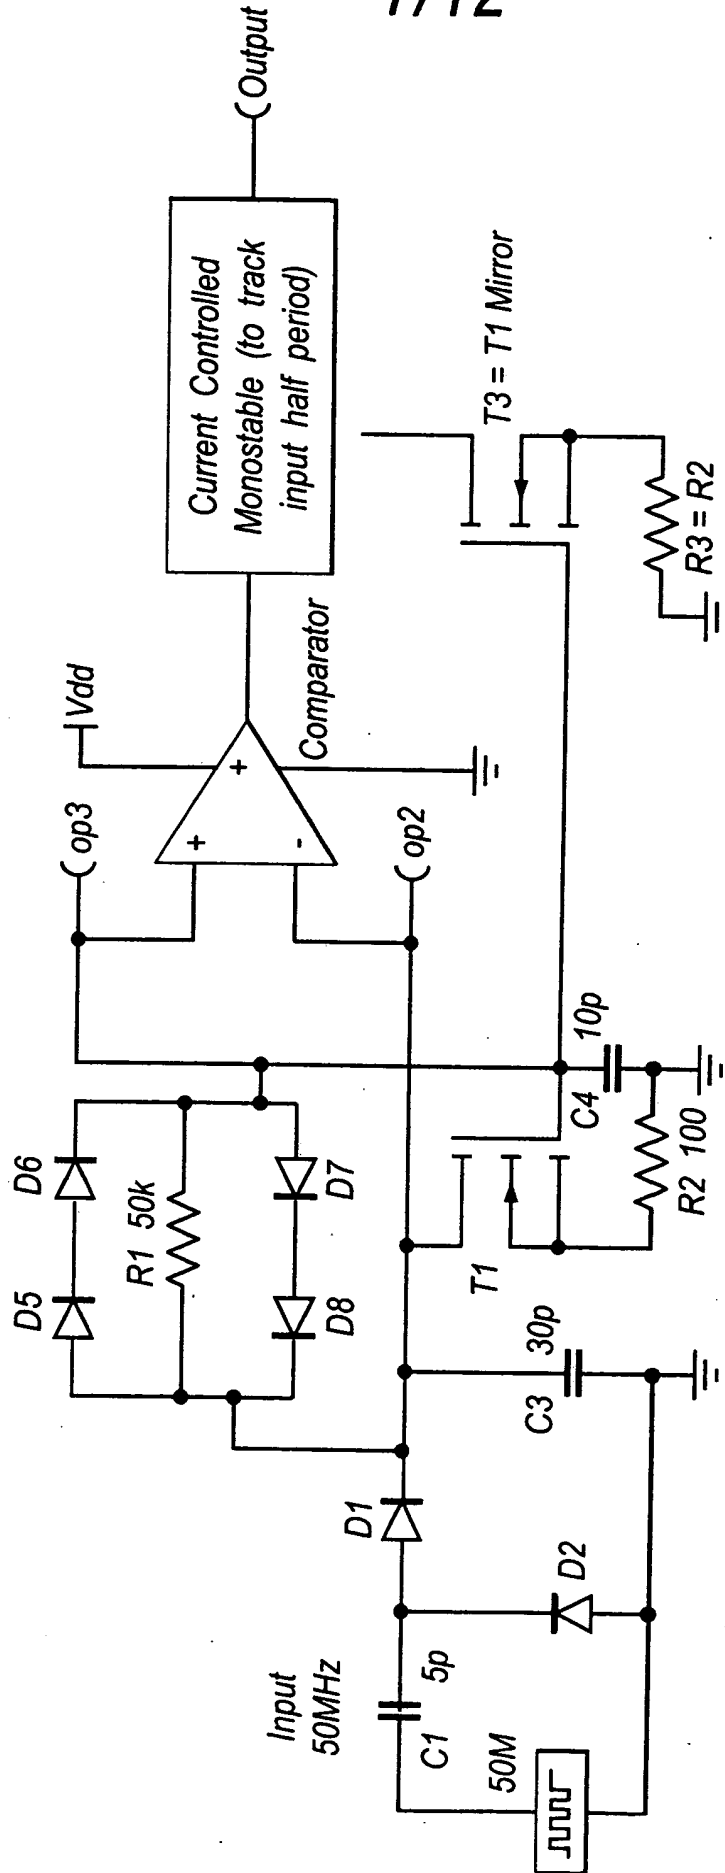 Input
50MHz
50M
C1
5p
D1
D2
C3
30p
D5
D6
R1 50k
D8
D7
T1
R2 100
C4
10p
op3
op2
Vdd
+
-
+
Comparator
Current Controlled
Monostable (to track
input half period)
Output
T3 = T1 Mirror
R3 = R2